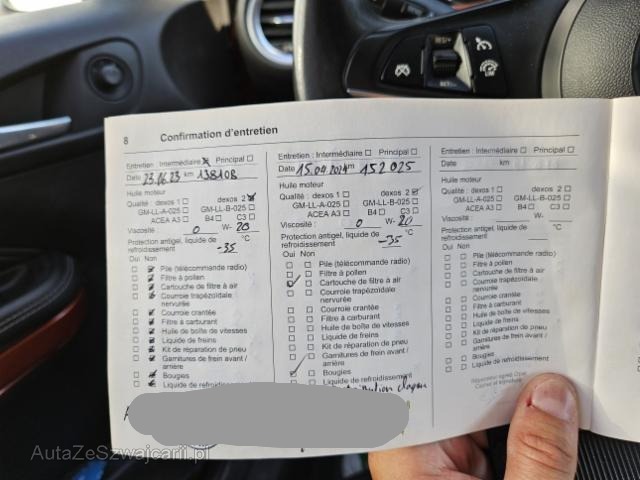 8 Confirmation d'entretien
Entretien : Intermédiaire Principal
Date 23.06.23 km 138108
Huile moteur
Qualité : dexos 1 dexos 2
GM-LL-A-025 GM-LL-B-025
ACEA A3 B4 C3
Viscosité : 0 W- 20
Protection antigel, liquide de
refroidissement -35 °C
Oui Non
Pile (télécommande radio)
Filtre à pollen
Cartouche de filtre à air
Courroie trapézoïdale
nervurée
Courroie crantée
Filtre à carburant
Huile de boîte de vitesses
Liquide de freins
Kit de réparation de pneu
Garnitures de frein avant /
arrière
Bougies
Liquide de refroidissement
Entretien : Intermédiaire Principal
Date 15.04.2024 km 152025
Huile moteur
Qualité : dexos 1 dexos 2
GM-LL-A-025 GM-LL-B-025
ACEA A3 B4 C3
Viscosité : 0 W- 20
Protection antigel, liquide de
refroidissement -35 °C
Oui Non
Pile (télécommande radio)
Filtre à pollen
Cartouche de filtre à air
Courroie trapézoïdale
nervurée
Courroie crantée
Filtre à carburant
Huile de boîte de vitesses
Liquide de freins
Kit de réparation de pneu
Garnitures de frein avant /
arrière
Bougies
Liquide de refroidissement
Entretien : Intermédiaire Principal
Date km
Huile moteur
Qualité : dexos 1 dexos 2
GM-LL-A-025 GM-LL-B-025
ACEA A3 B4 C3
Viscosité : W-
Protection antigel, liquide de
refroidissement °C
Oui Non
Pile (télécommande radio)
Filtre à pollen
Cartouche de filtre à air
Courroie trapézoïdale
nervurée
Courroie crantée
Filtre à carburant
Huile de boîte de vitesses
Liquide de freins
Kit de réparation de pneu
Garnitures de frein avant /
arrière
Bougies
Liquide de refroidissement
Réparateur agréé Opel
Cachet et signature
AutaZeSzwajcarii.pl